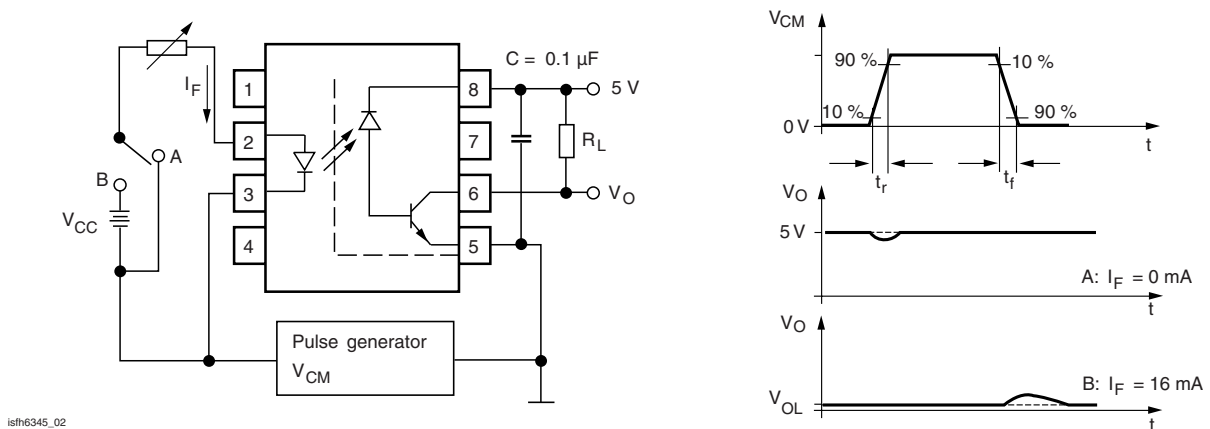 I_F
C = 0.1 µF
1
2
3
4
8
7
6
5
5 V
R_L
V_O
A
B
V_CC
Pulse generator
V_CM
isfh6345_02
V_CM
90 %
10 %
10 %
90 %
0 V
t
t_r
t_f
V_O
5 V
A: I_F = 0 mA
t
V_O
V_OL
B: I_F = 16 mA
t